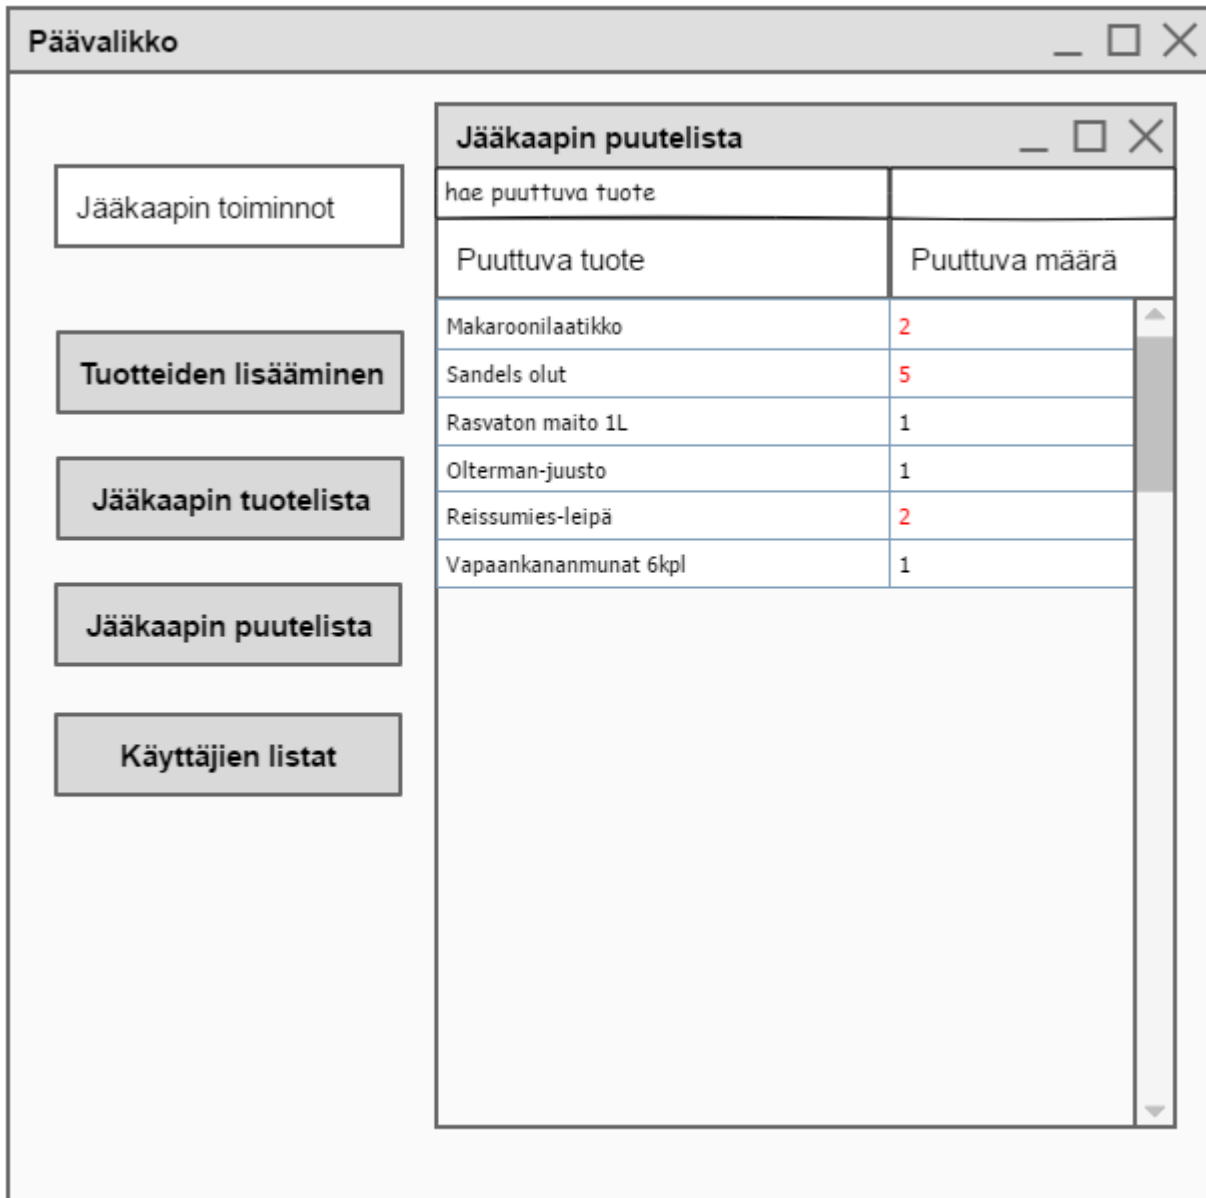 Päävalikko
Jääkaapin toiminnot
Tuotteiden lisääminen
Jääkaapin tuotelista
Jääkaapin puutelista
Käyttäjien listat
Jääkaapin puutelista
hae puuttuva tuote
Puuttuva tuote Puuttuva määrä
Makaroonilaatikko 2
Sandels olut 5
Rasvaton maito 1L 1
Olterman-juusto 1
Reissumies-leipä 2
Vapaankananmunat 6kpl 1